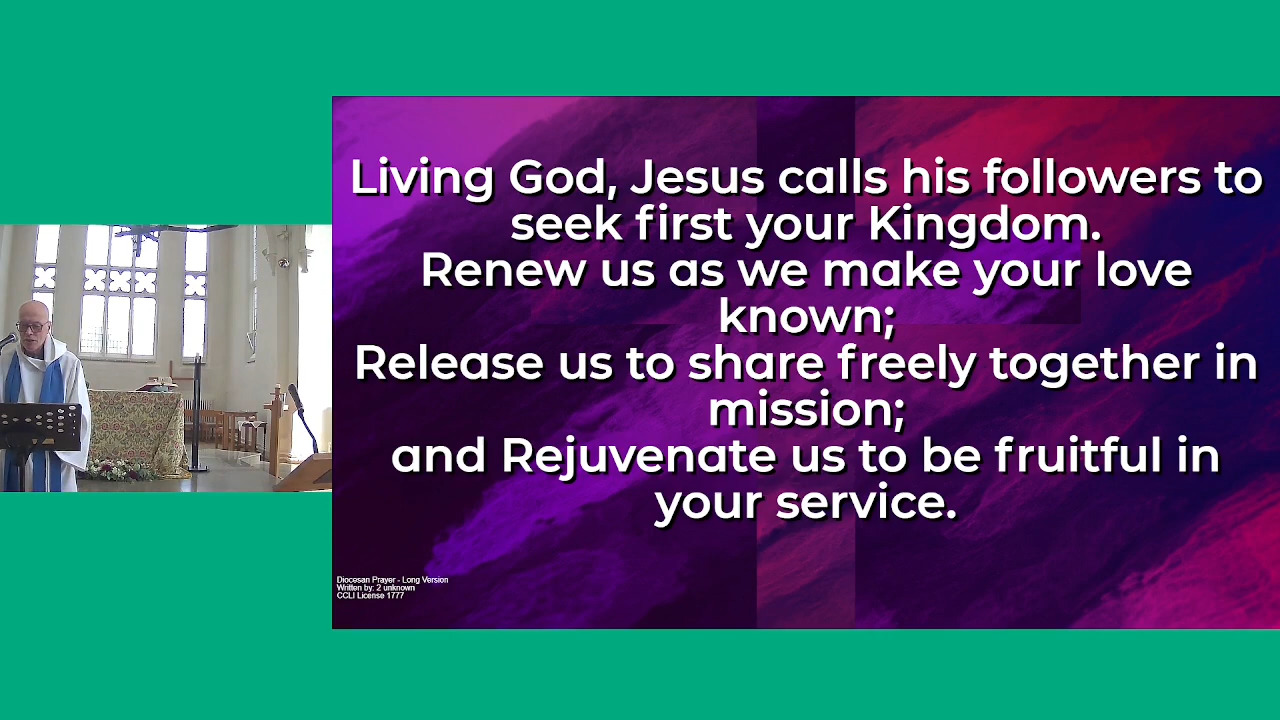 Living God, Jesus calls his followers to
seek first your Kingdom.
Renew us as we make your love
known;
Release us to share freely together in
mission;
and Rejuvenate us to be fruitful in
your service.
Diocesan Prayer - Long Version
Written by: 2 unknown
CCLI License 1777